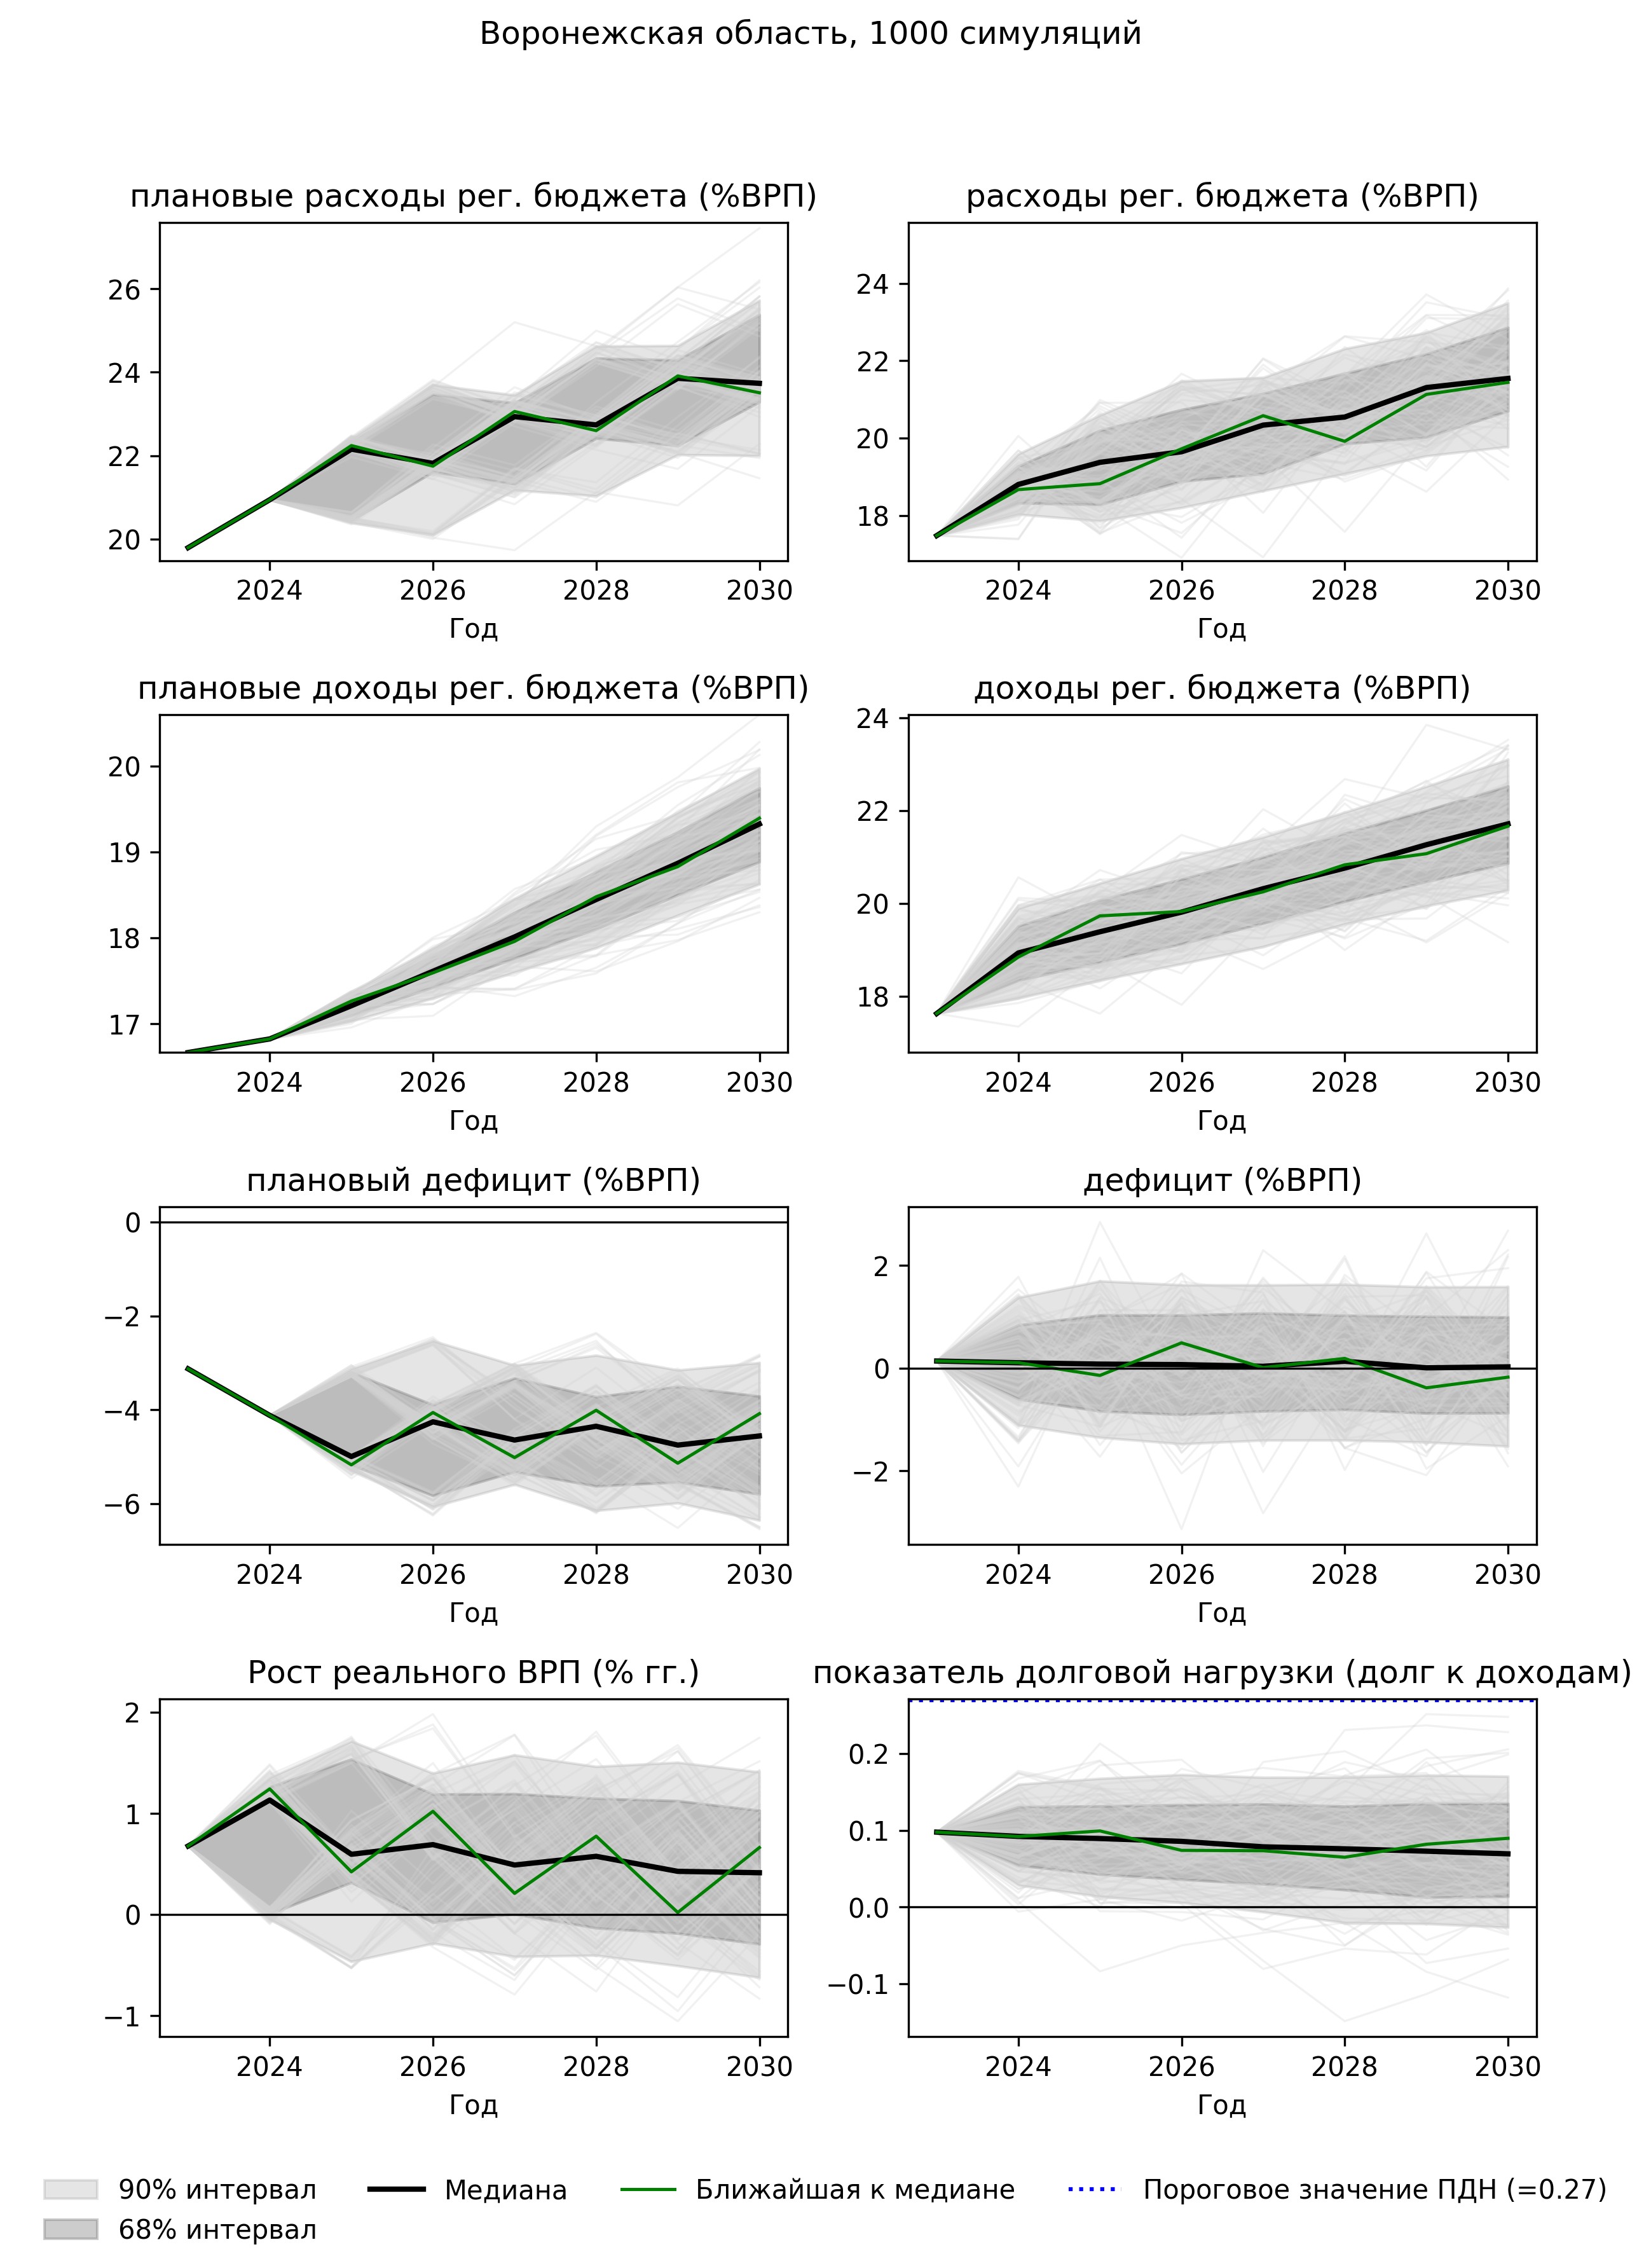 Воронежская область, 1000 симуляций
плановые расходы рег. бюджета (%ВРП)
26
24
22
20
2024 2026 2028 2030
Год
расходы рег. бюджета (%ВРП)
24
22
20
18
2024 2026 2028 2030
Год
плановые доходы рег. бюджета (%ВРП)
20
19
18
17
2024 2026 2028 2030
Год
доходы рег. бюджета (%ВРП)
24
22
20
18
2024 2026 2028 2030
Год
плановый дефицит (%ВРП)
0
−2
−4
−6
2024 2026 2028 2030
Год
дефицит (%ВРП)
2
0
−2
2024 2026 2028 2030
Год
Рост реального ВРП (% гг.)
2
1
0
−1
2024 2026 2028 2030
Год
показатель долговой нагрузки (долг к доходам)
0.2
0.1
0.0
−0.1
2024 2026 2028 2030
Год
90% интервал
68% интервал
Медиана
Ближайшая к медиане
Пороговое значение ПДН (=0.27)